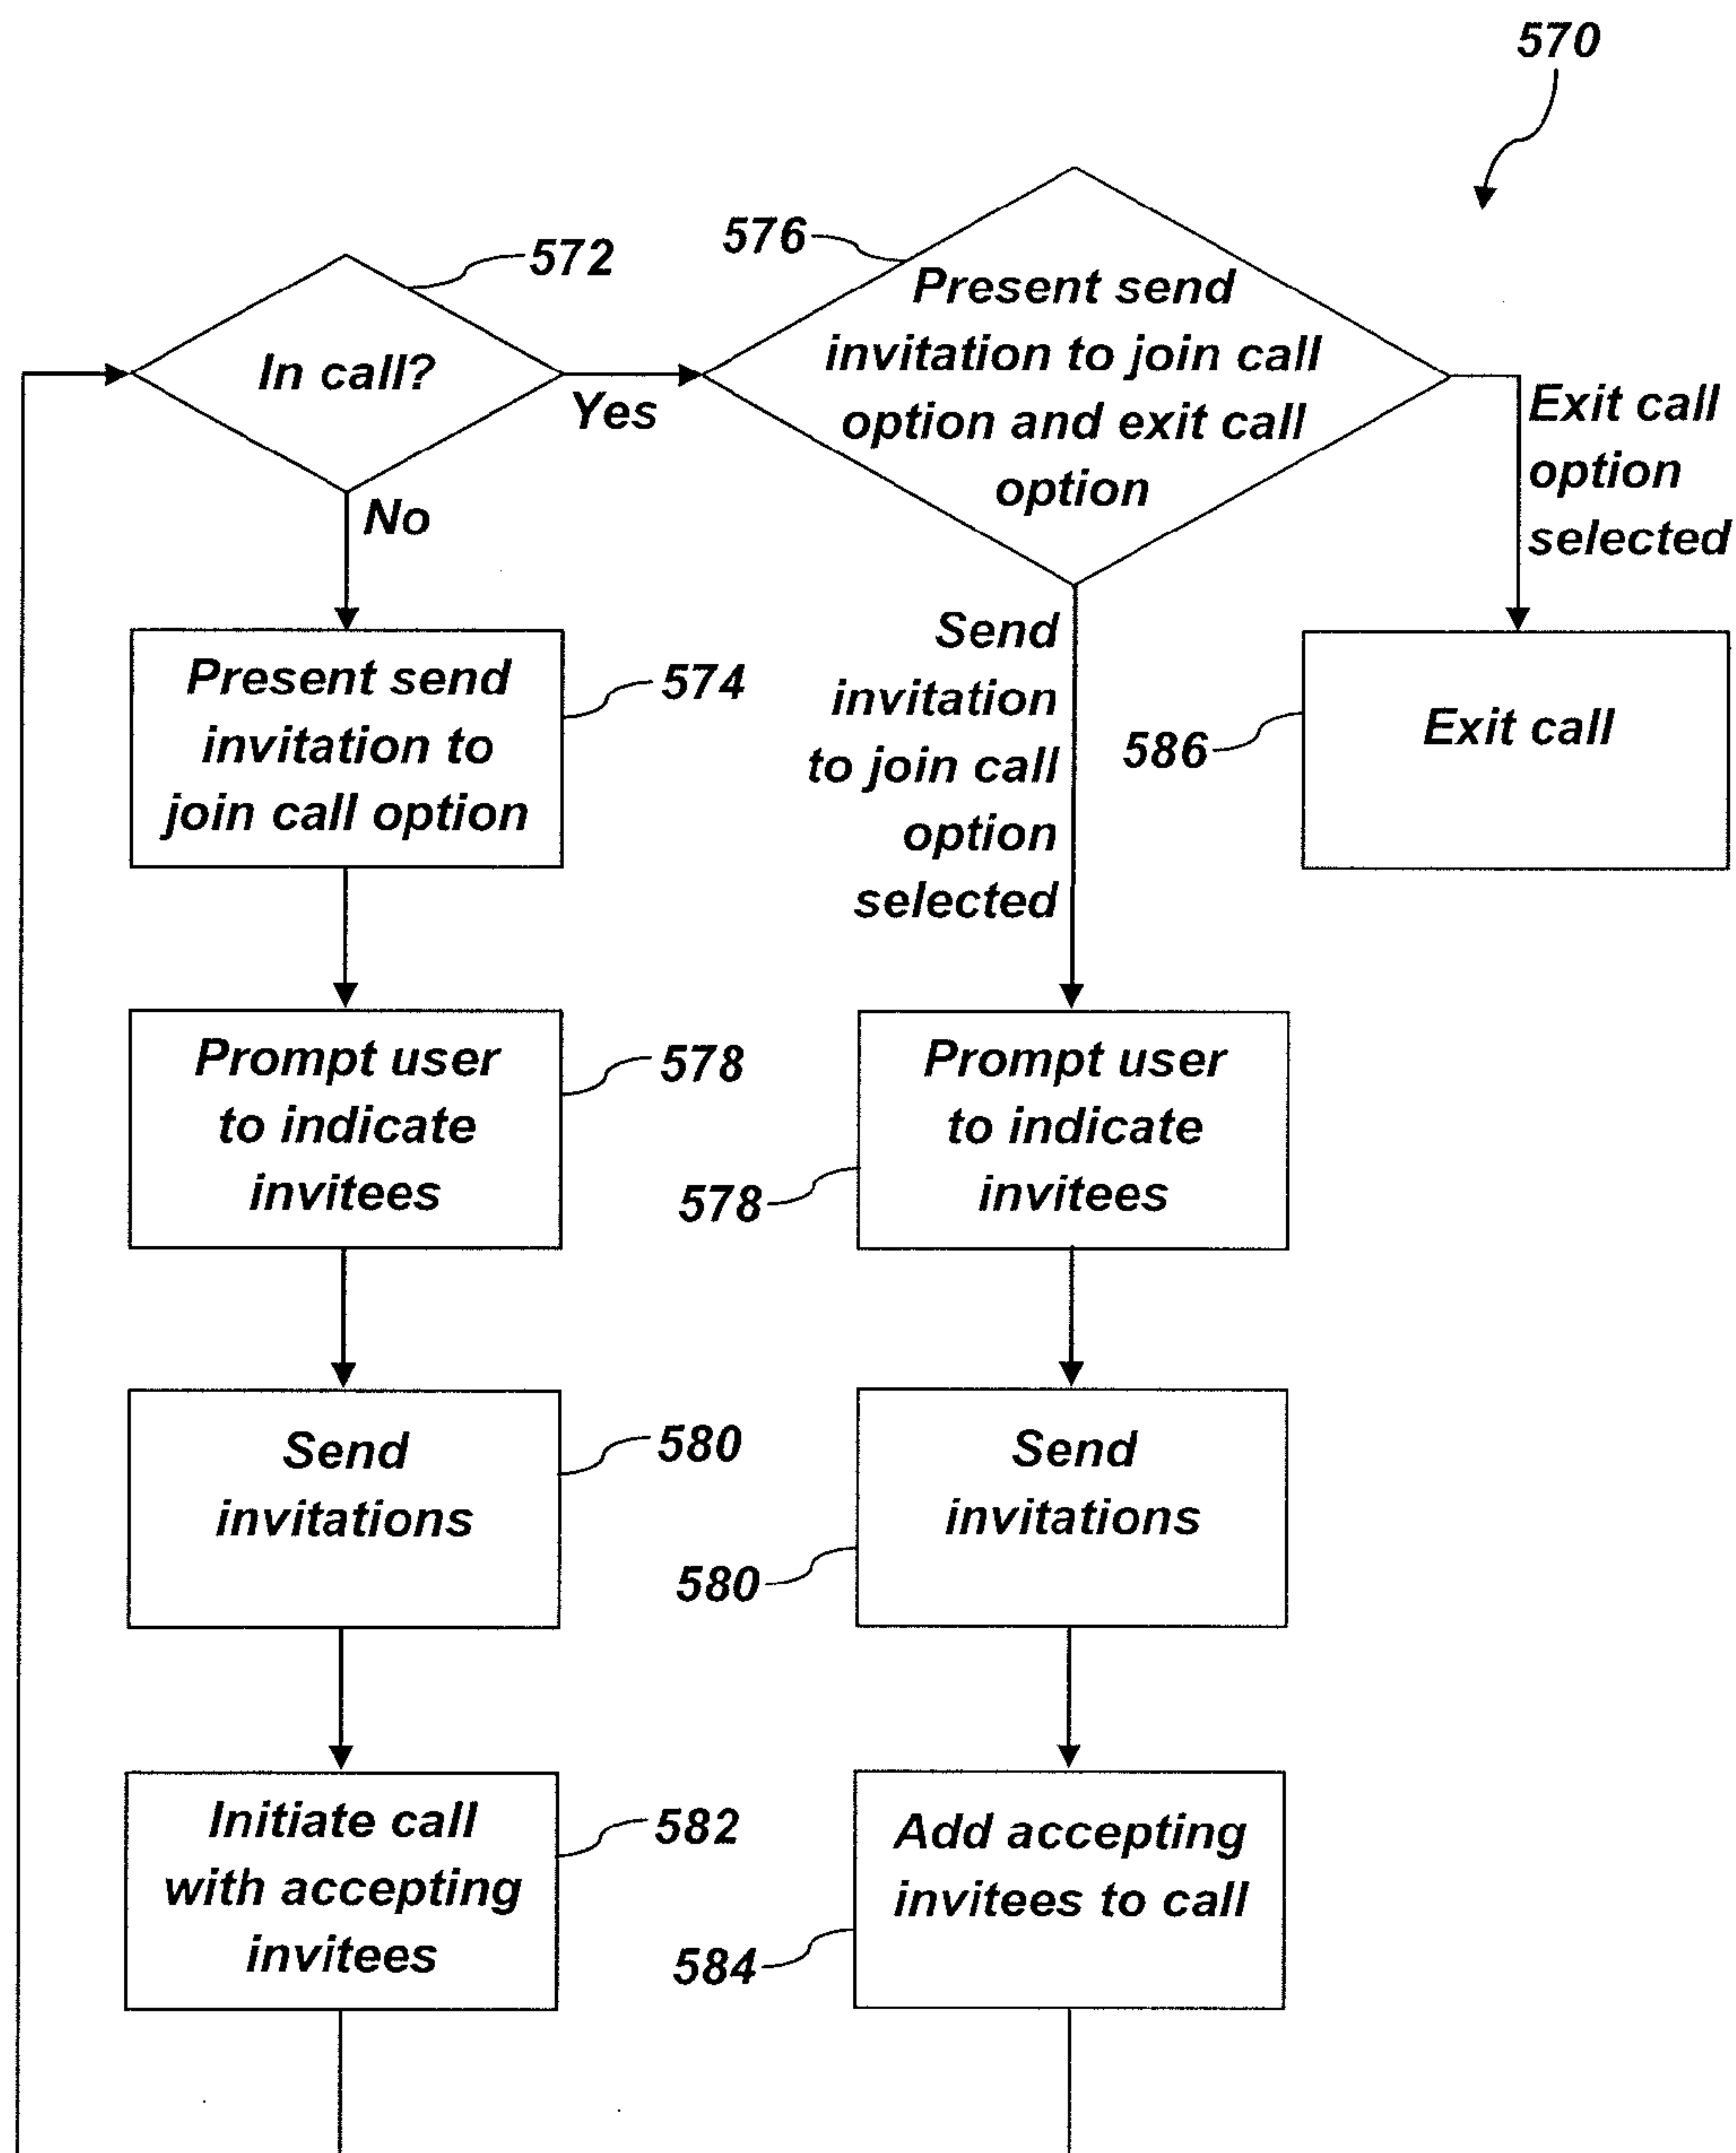 570
572
In call?
Yes
No
576
Present send
invitation to join call
option and exit call
option
Exit call
option
selected
Present send
invitation to
join call option
574
Send
invitation
to join call
option
selected
586
Exit call
Prompt user
to indicate
invitees
578
Prompt user
to indicate
invitees
578
Send
invitations
580
Send
invitations
580
Initiate call
with accepting
invitees
582
Add accepting
invitees to call
584